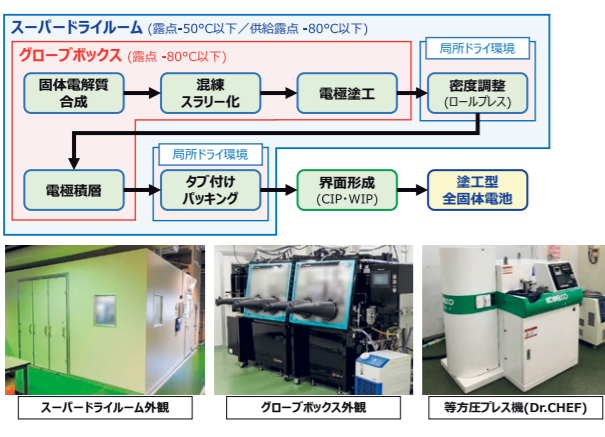 スーパードライルーム (露点-50°C以下／供給露点 -80°C以下)
グローブボックス (露点 -80°C以下)
局所ドライ環境
固体電解質
合成
混練
スラリー化
電極塗工
密度調整
(ロールプレス)
局所ドライ環境
電極積層
タブ付け
パッキング
界面形成
(CIP・WIP)
塗工型
全固体電池
KOBELCO
スーパードライルーム外観
グローブボックス外観
等方圧プレス機(Dr.CHEF)